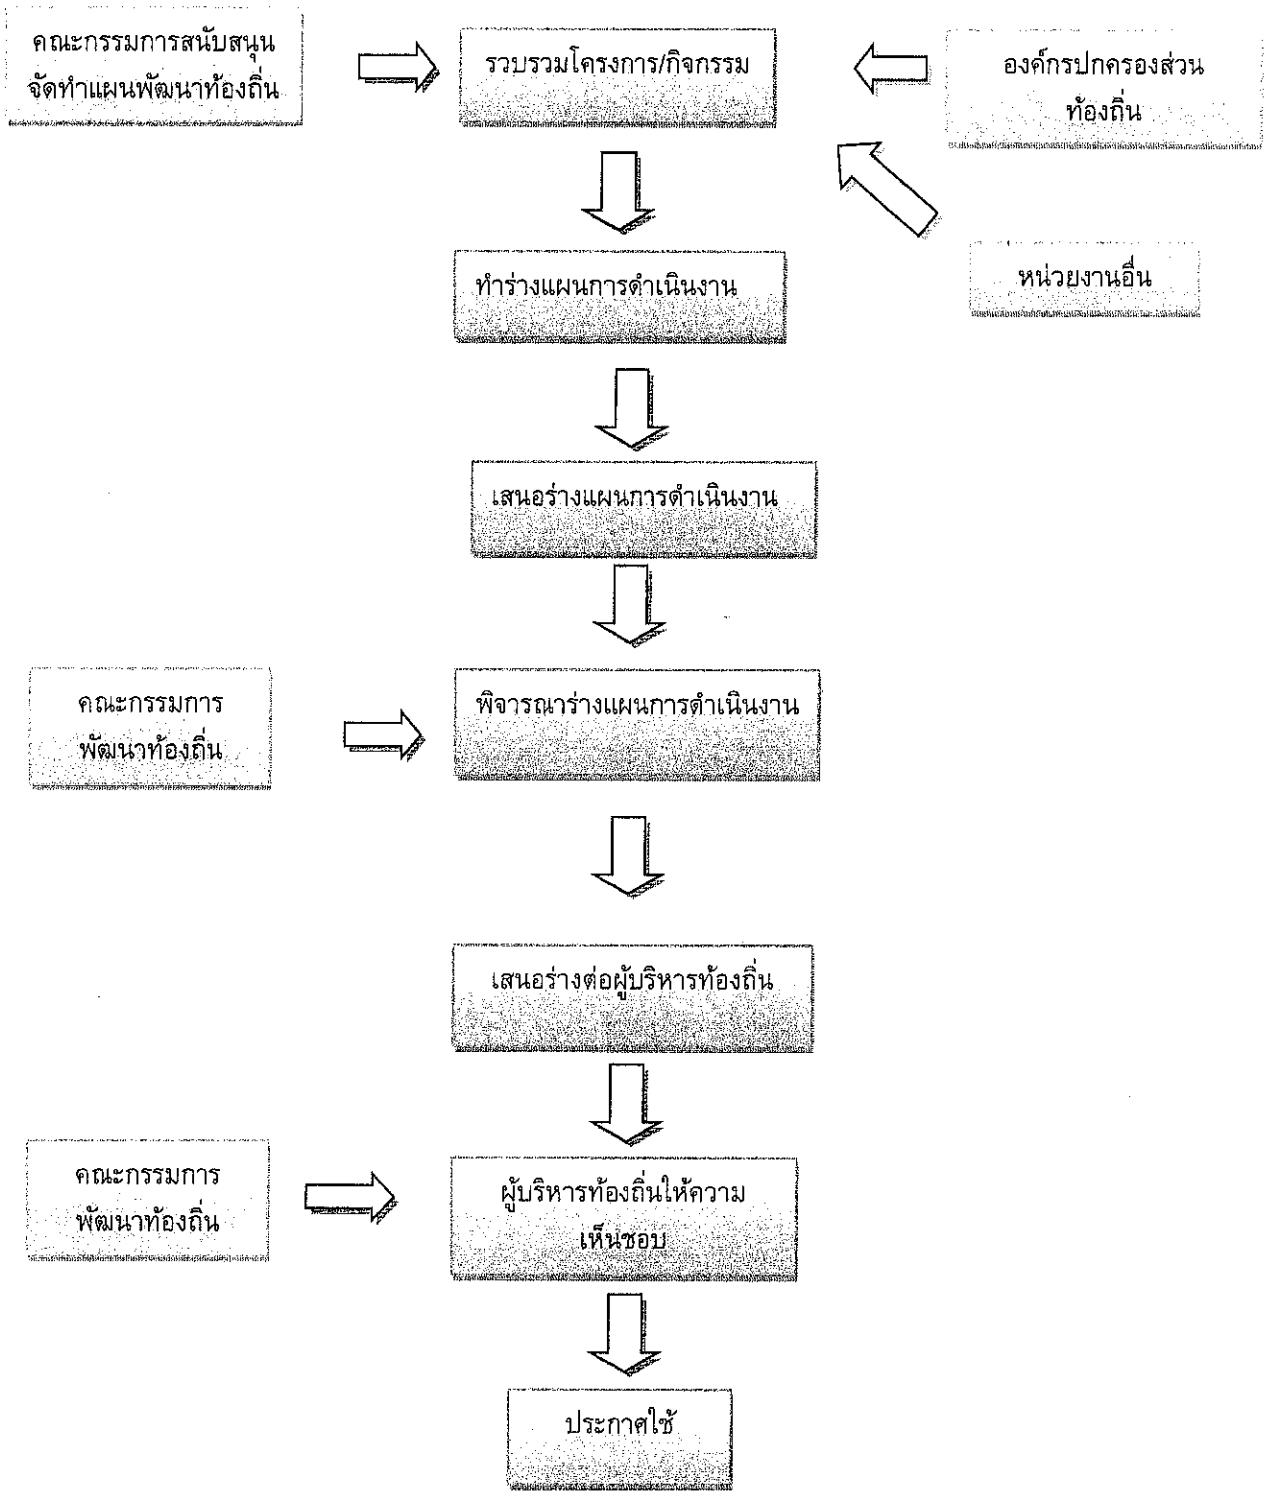 คณะกรรมการสนับสนุน
จัดทำแผนพัฒนาท้องถิ่น
รวบรวมโครงการ/กิจกรรม
องค์กรปกครองส่วน
ท้องถิ่น
ทำร่างแผนการดำเนินงาน
หน่วยงานอื่น
เสนอร่างแผนการดำเนินงาน
คณะกรรมการ
พัฒนาท้องถิ่น
พิจารณาร่างแผนการดำเนินงาน
เสนอร่างต่อผู้บริหารท้องถิ่น
คณะกรรมการ
พัฒนาท้องถิ่น
ผู้บริหารท้องถิ่นให้ความ
เห็นชอบ
ประกาศใช้